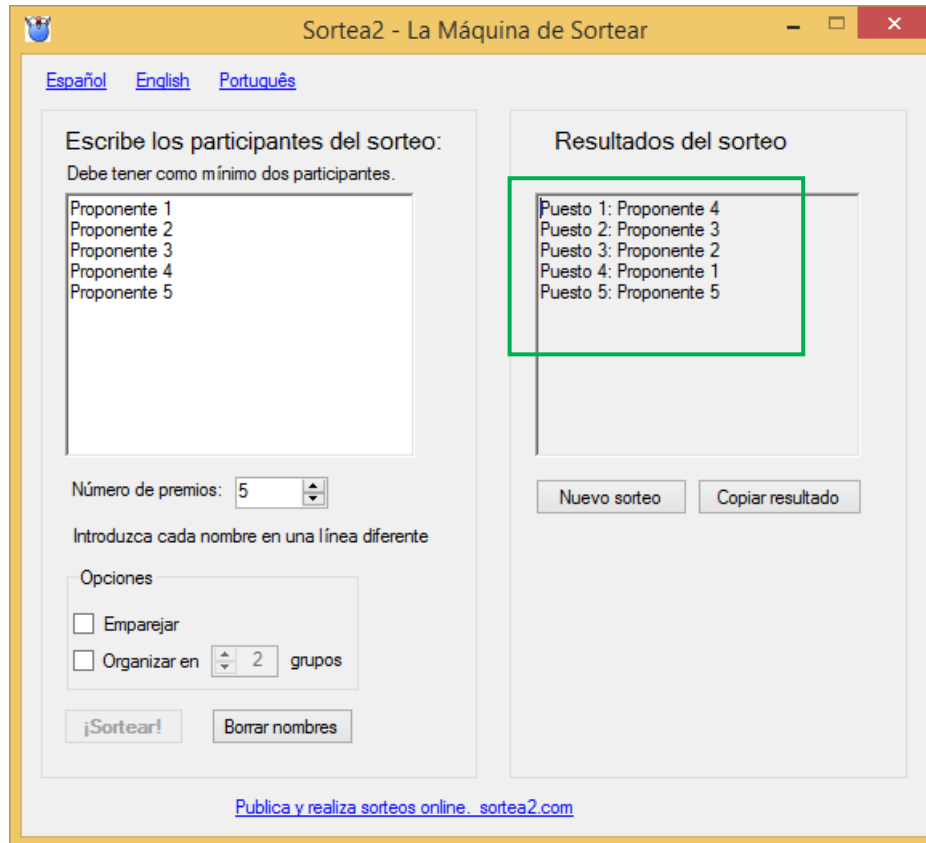 Sortea2 - La Máquina de Sortear
Español English Português
Escribe los participantes del sorteo:
Debe tener como mínimo dos participantes.
Proponente 1
Proponente 2
Proponente 3
Proponente 4
Proponente 5
Número de premios: 5
Introduzca cada nombre en una línea diferente
Opciones
Emparejar
Organizar en 2 grupos
¡Sortear! Borrar nombres
Resultados del sorteo
Puesto 1: Proponente 4
Puesto 2: Proponente 3
Puesto 3: Proponente 2
Puesto 4: Proponente 1
Puesto 5: Proponente 5
Nuevo sorteo Copiar resultado
Publica y realiza sorteos online. sortea2.com